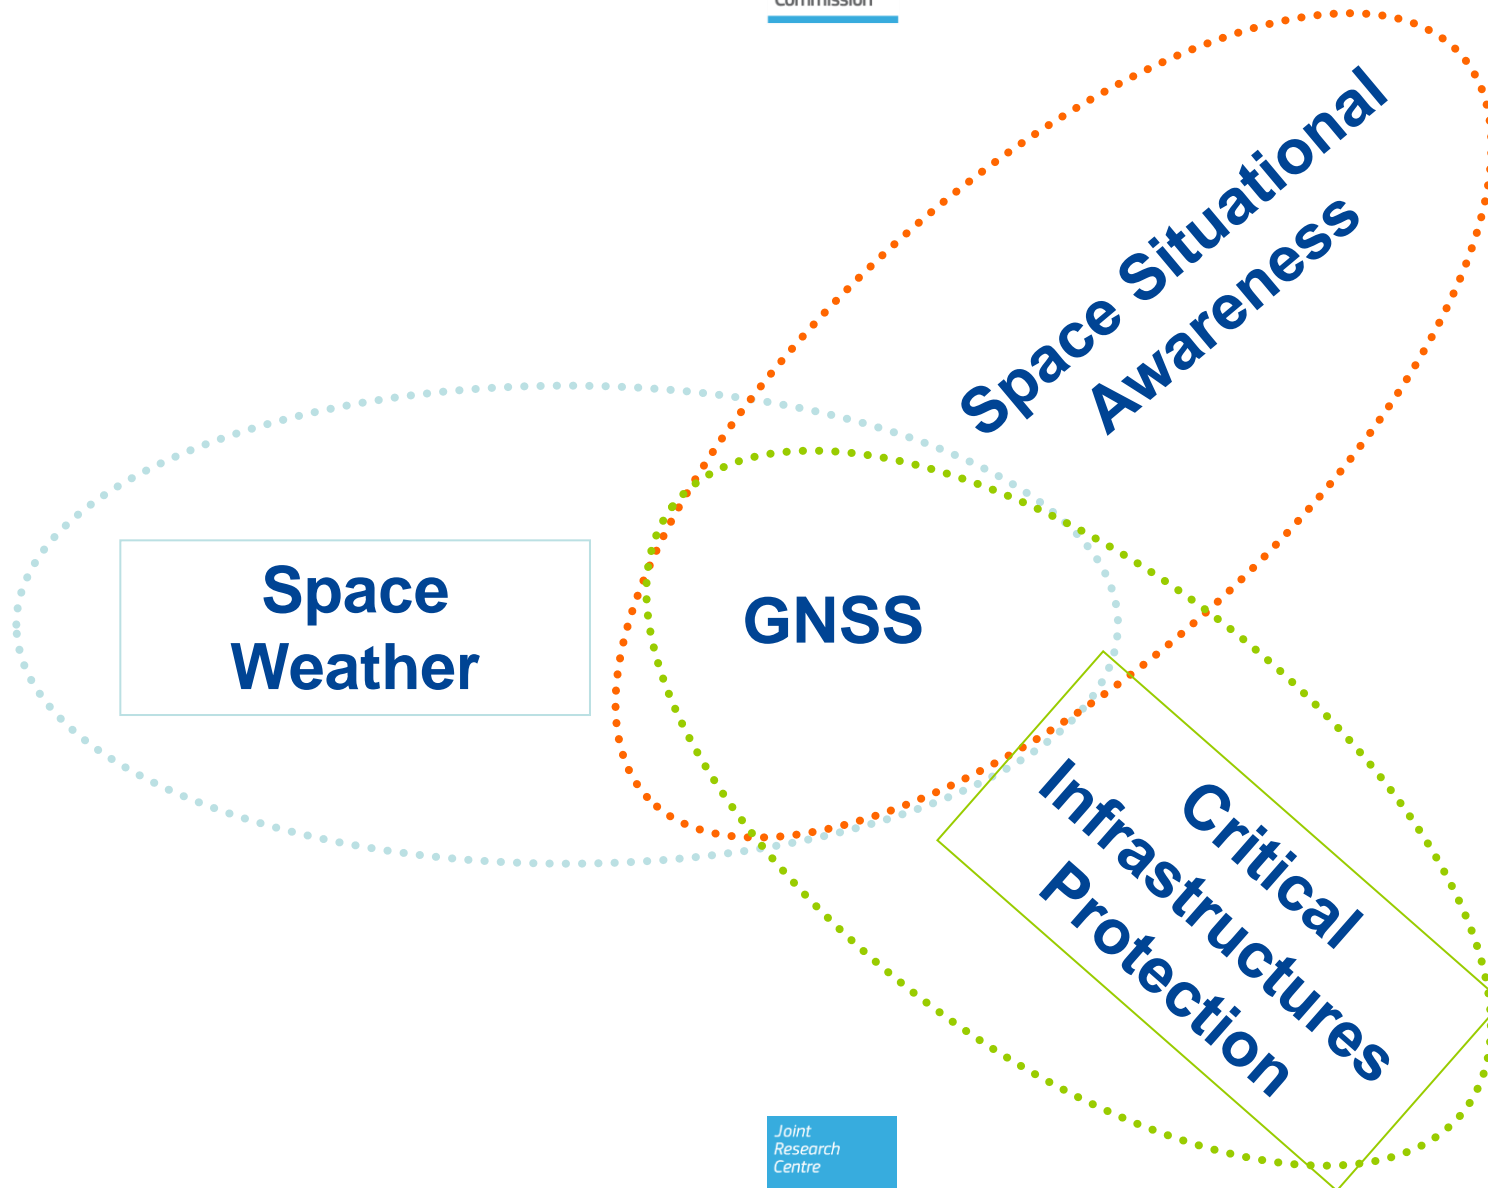 Commission
Space Situational
Awareness
Space
Weather
GNSS
Critical
Infrastructures
Protection
Joint
Research
Centre